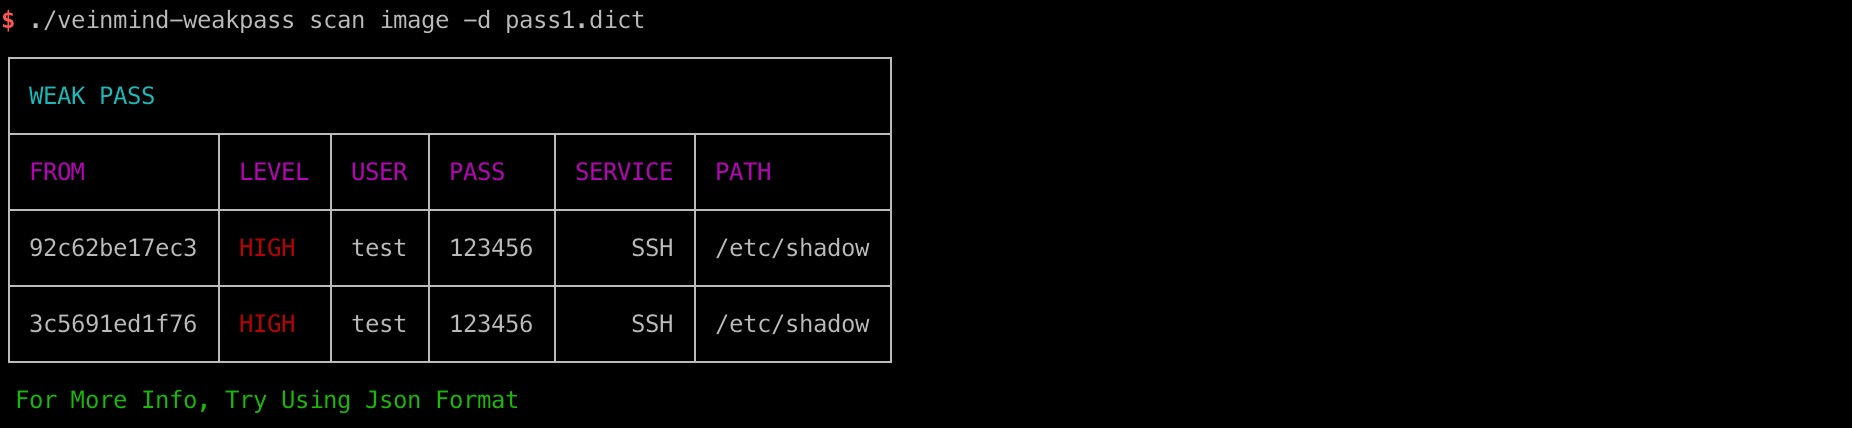 $ ./veinmind-weakpass scan image -d pass1.dict
WEAK PASS
FROM LEVEL USER PASS SERVICE PATH
92c62be17ec3 HIGH test 123456 SSH /etc/shadow
3c5691ed1f76 HIGH test 123456 SSH /etc/shadow
For More Info, Try Using Json Format